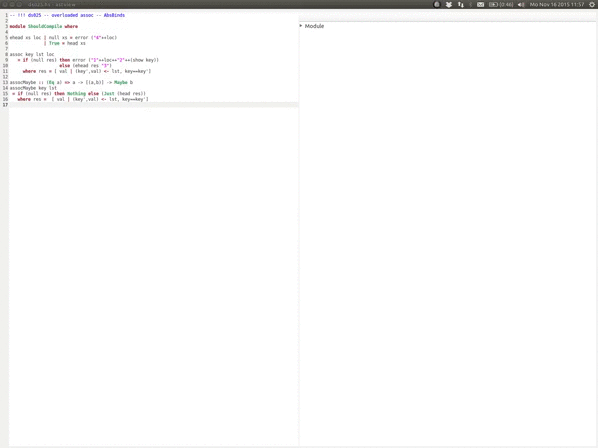 (0:46)
Mo Nov 16 2015 11:57
1 -- !!! ds025 -- overloaded assoc -- AbsBinds
2
3 module ShouldCompile where
4
5 ehead xs loc | null xs = error ("4"++loc)
6 | True = head xs
7
8 assoc key lst loc
9 = if (null res) then error ("1"++loc++"2"++(show key))
10 else (ehead res "3")
11 where res = [ val | (key',val) <- lst, key==key']
12
13 assocMaybe :: (Eq a) => a -> [(a,b)] -> Maybe b
14 assocMaybe key lst
15 = if (null res) then Nothing else (Just (head res))
16 where res = [ val | (key',val) <- lst, key==key']
17
Module